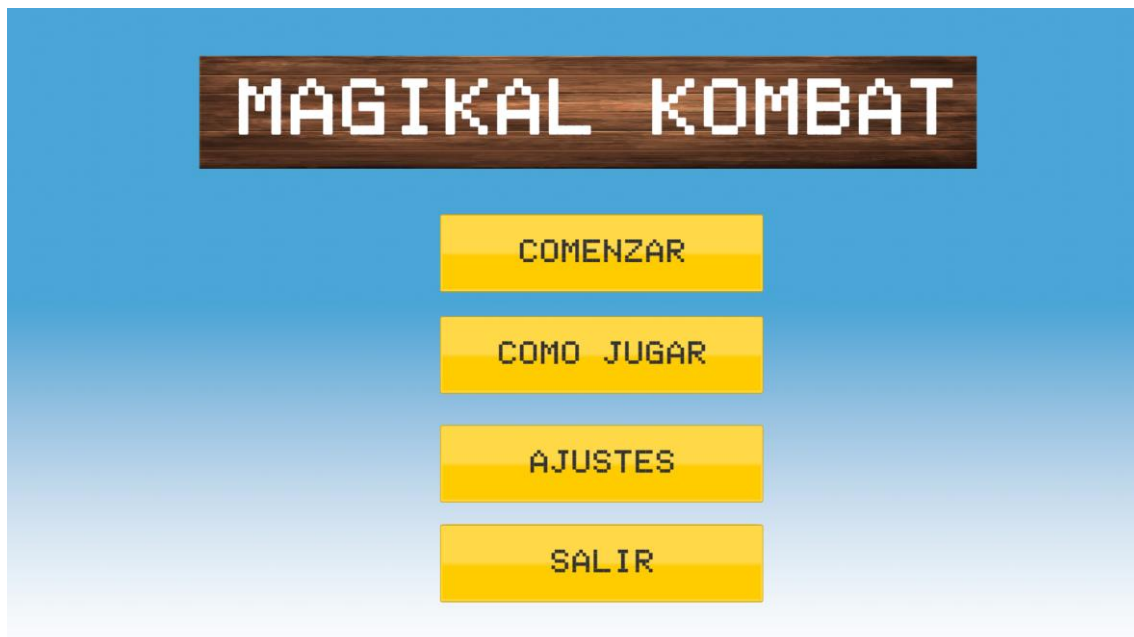 MAGIKAL KOMBAT
COMENZAR
COMO JUGAR
AJUSTES
SALIR